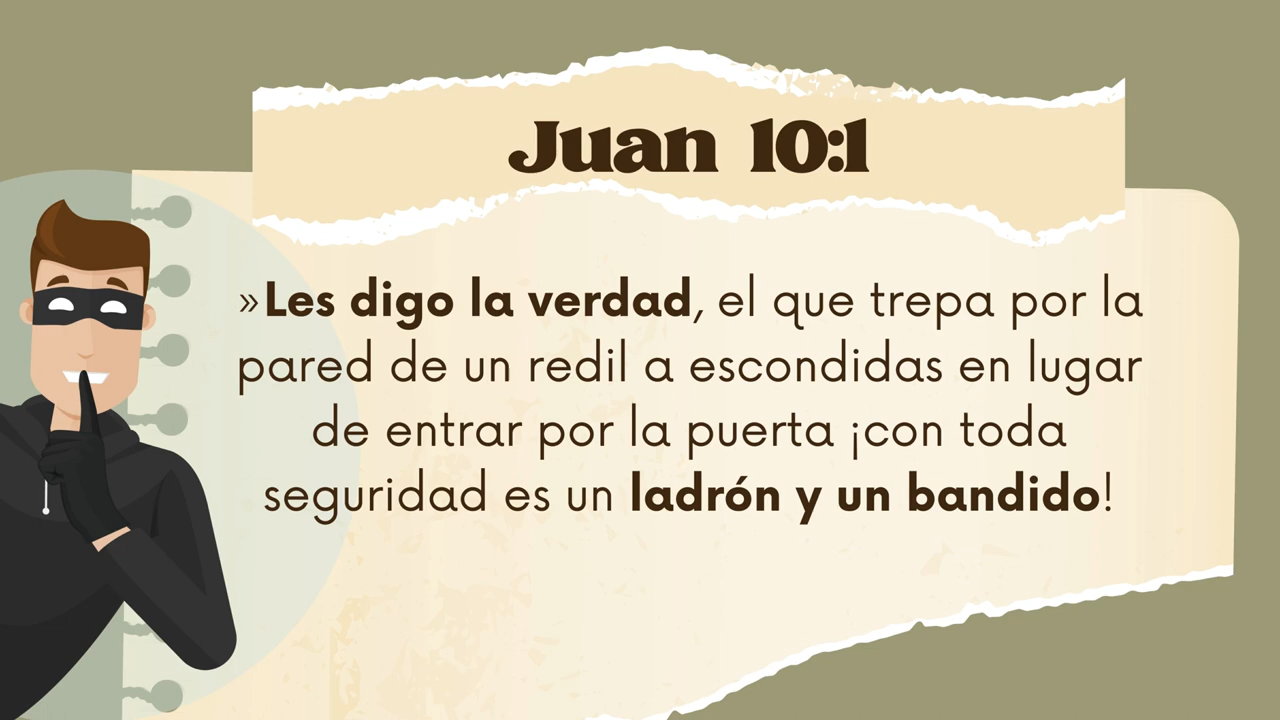 Juan 10:1
»Les digo la verdad, el que trepa por la
pared de un redil a escondidas en lugar
de entrar por la puerta ¡con toda
seguridad es un ladrón y un bandido!